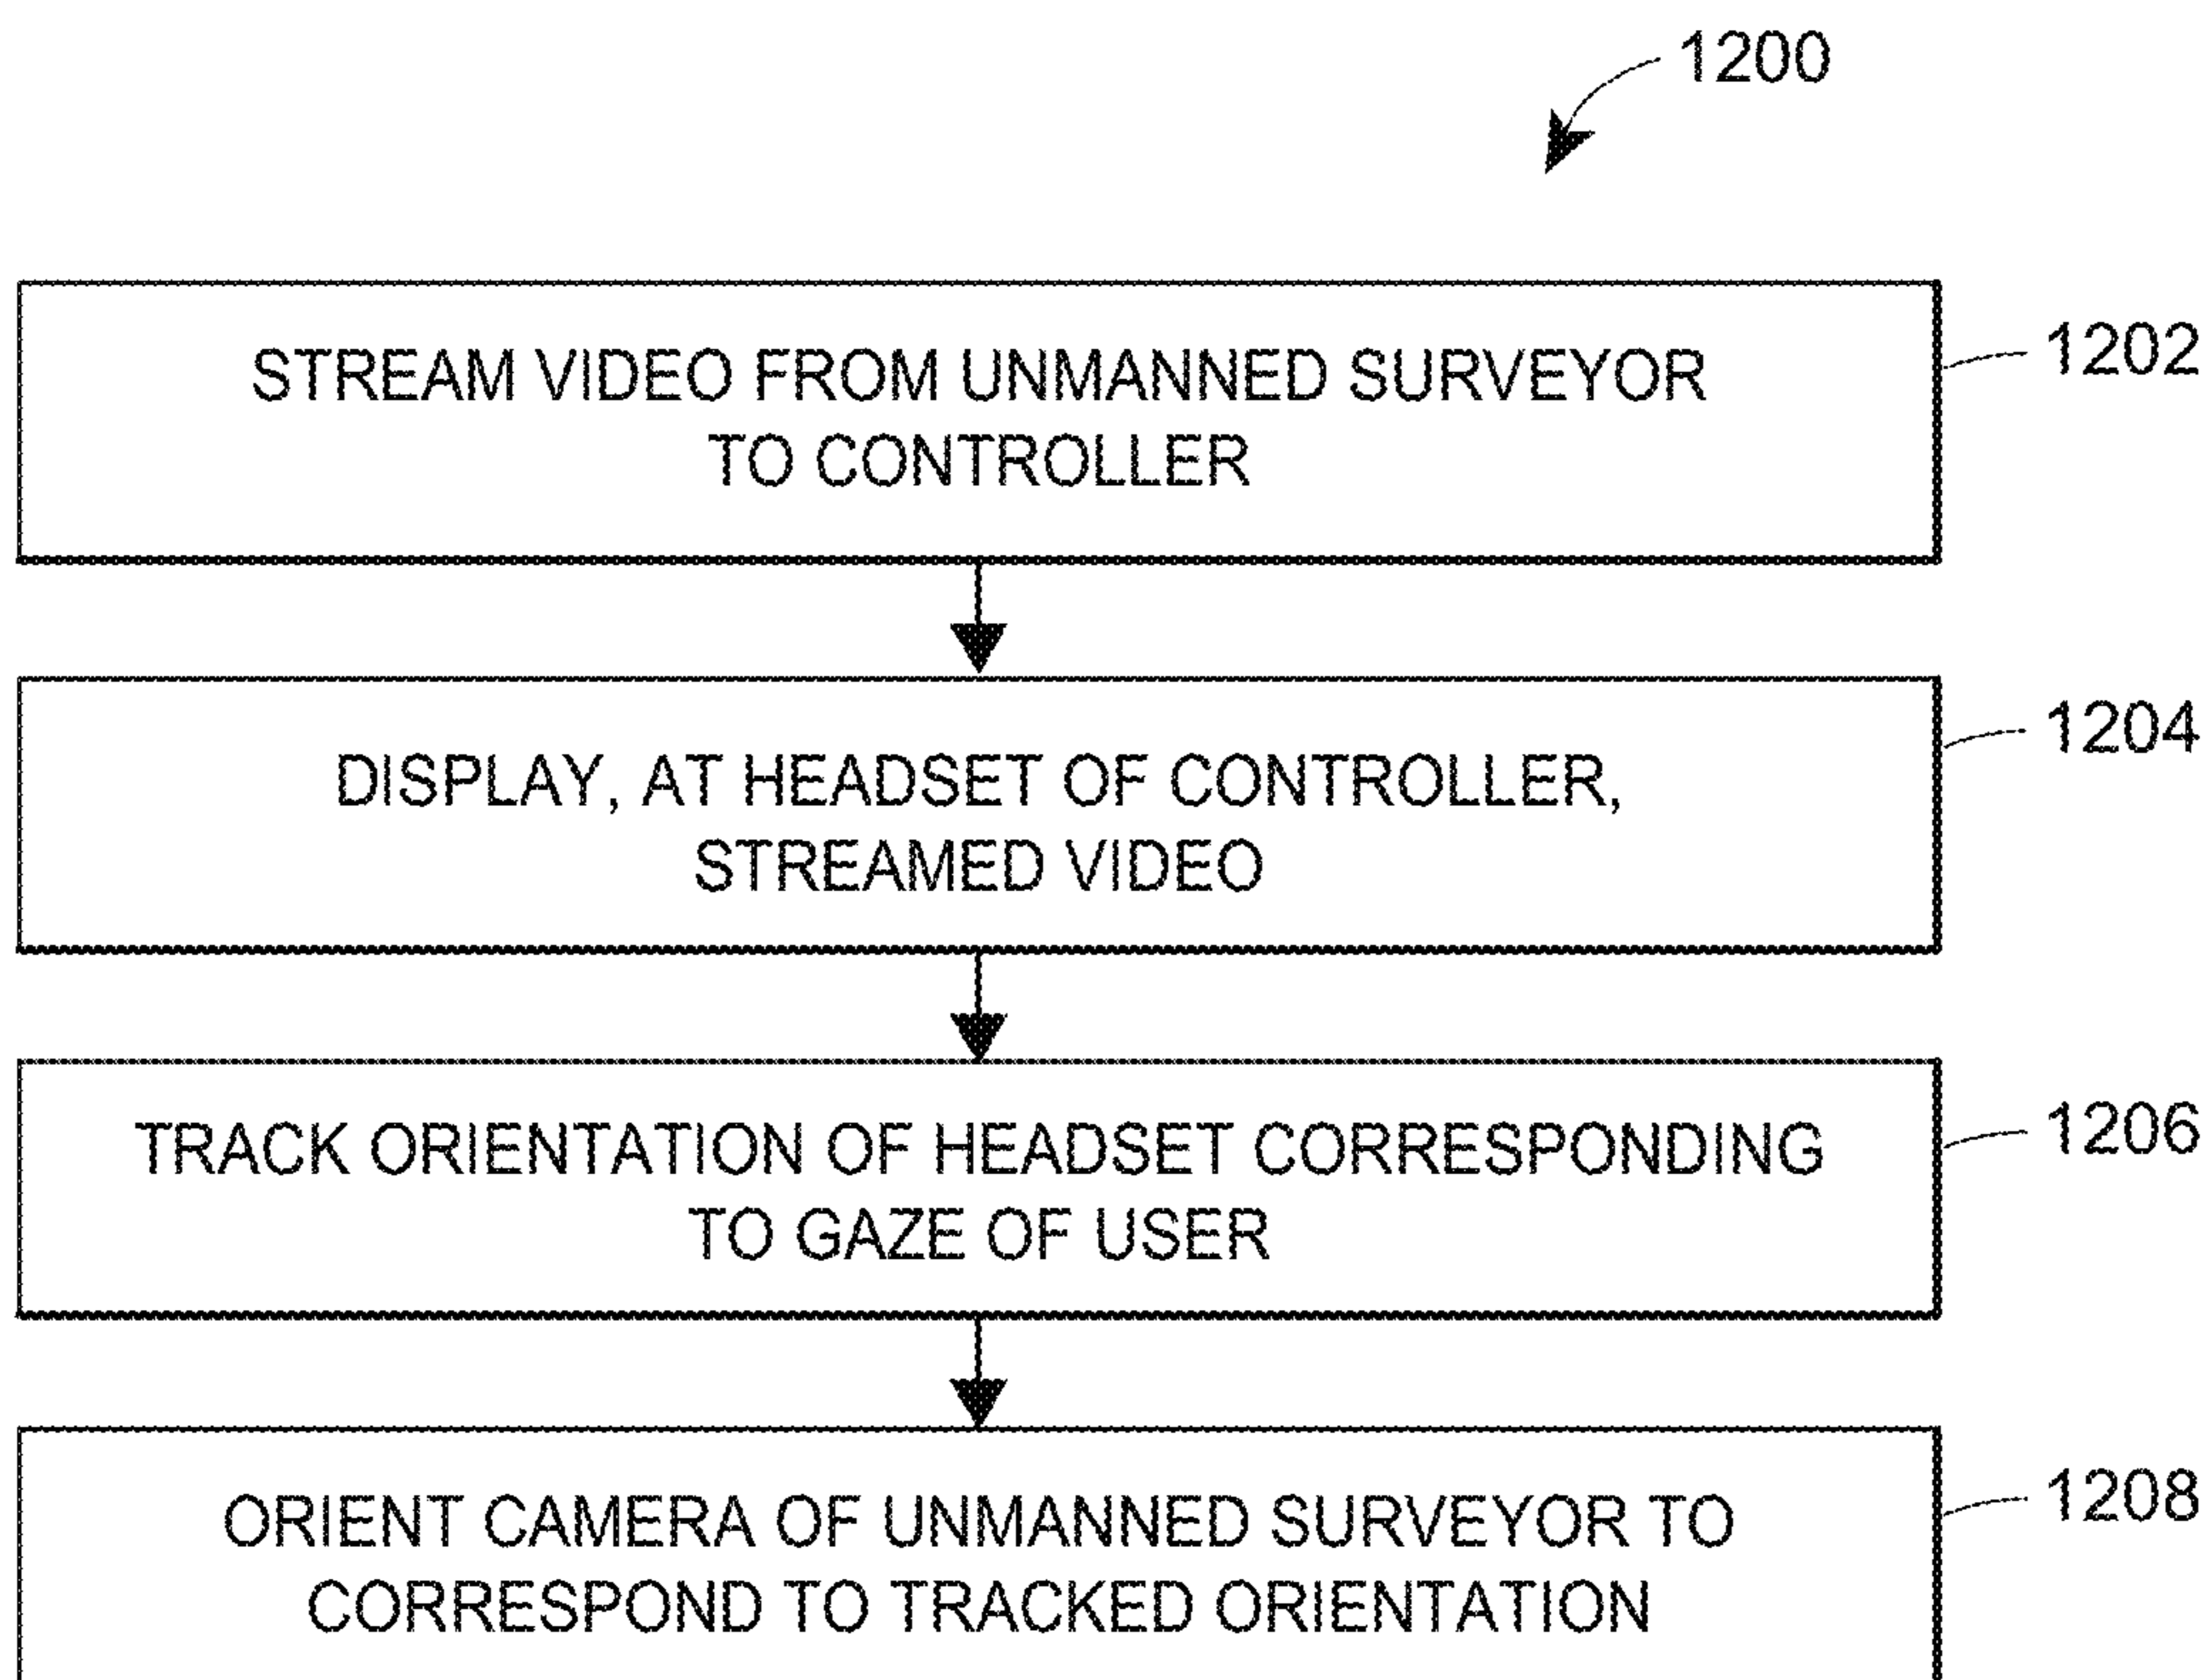 1200
STREAM VIDEO FROM UNMANNED SURVEYOR
TO CONTROLLER
1202
DISPLAY, AT HEADSET OF CONTROLLER,
STREAMED VIDEO
1204
TRACK ORIENTATION OF HEADSET CORRESPONDING
TO GAZE OF USER
1206
ORIENT CAMERA OF UNMANNED SURVEYOR TO
CORRESPOND TO TRACKED ORIENTATION
1208